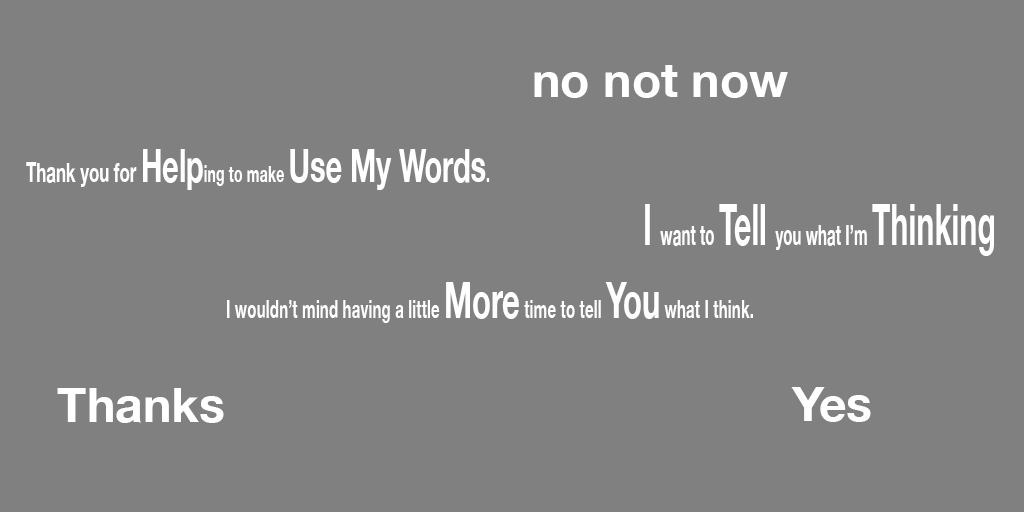 no not now
Thank you for Helping to make Use My Words.
I want to Tell you what I’m Thinking
I wouldn’t mind having a little More time to tell You what I think.
Thanks
Yes